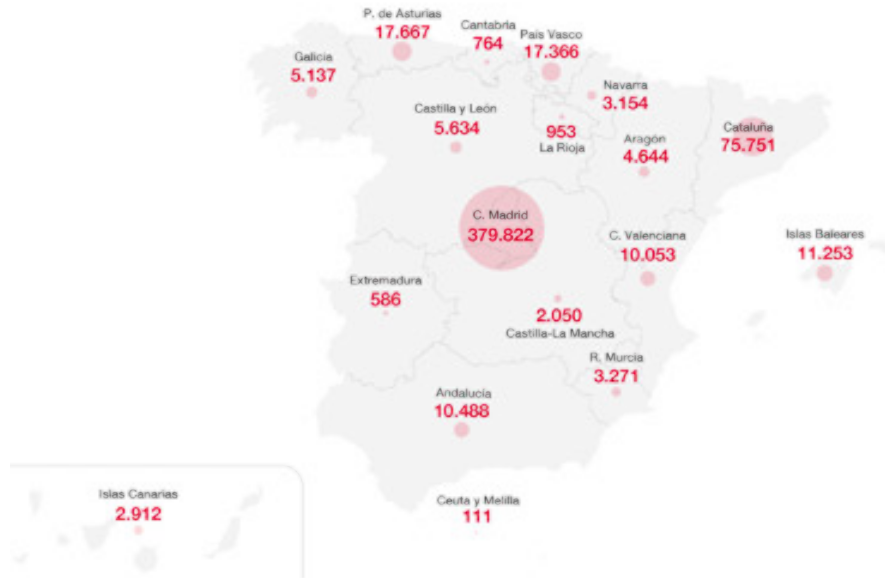 P. de Asturias
17.667
Cantabria
764
País Vasco
17.366
Galicia
5.137
Navarra
3.154
Castilla y León
5.634
953
La Rioja
Aragón
4.644
Cataluña
75.751
C. Madrid
379.822
C. Valenciana
10.053
Islas Baleares
11.253
Extremadura
586
2.050
Castilla-La Mancha
R. Murcia
3.271
Andalucía
10.488
Islas Canarias
2.912
Ceuta y Melilla
111